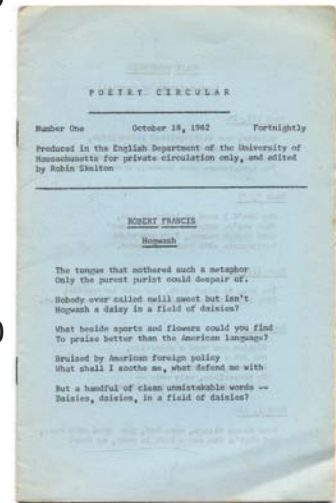 POETRY CIRCULAR
Number One October 18, 1962 Fortnightly
Produced in the English Department of the University of
Massachusetts for private circulation only, and edited
by Robin Skelton
ROBERT FRANCIS
Hogwash
The tongue that mothered such a metaphor
Only the purest purist could despair of.
Nobody ever called swill sweet but isn't
Hogwash a daisy in a field of daisies?
What beside sports and flowers could you find
To praise better than the American language?
Bruised by American foreign policy
What shall I soothe me, what defend me with
But a handful of clean unmistakable words --
Daisies, daisies, in a field of daisies?